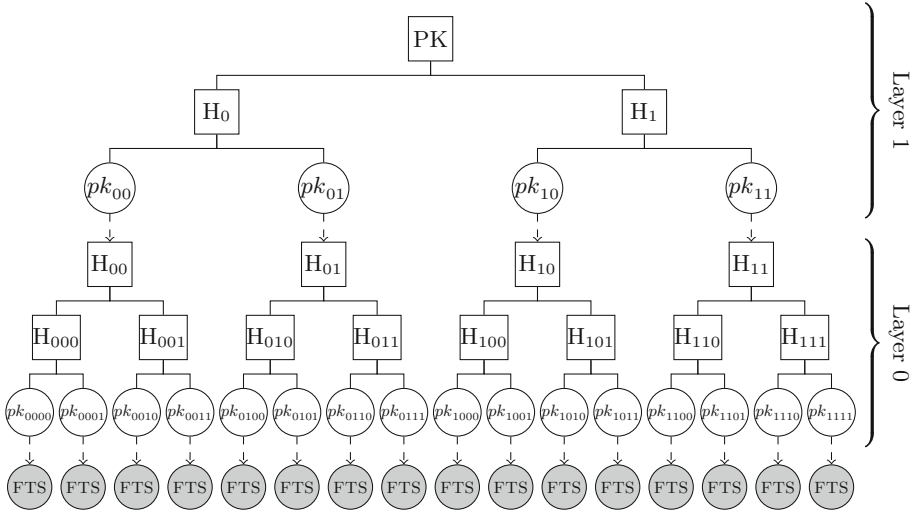 PK
Layer 1
H₀ H₁
pk₀₀ pk₀₁ pk₁₀ pk₁₁
H₀₀ H₀₁ H₁₀ H₁₁
Layer 0
H₀₀₀ H₀₀₁ H₀₁₀ H₀₁₁ H₁₀₀ H₁₀₁ H₁₁₀ H₁₁₁
pk₀₀₀₀ pk₀₀₀₁ pk₀₀₁₀ pk₀₀₁₁ pk₀₁₀₀ pk₀₁₀₁ pk₀₁₁₀ pk₀₁₁₁ pk₁₀₀₀ pk₁₀₀₁ pk₁₀₁₀ pk₁₀₁₁ pk₁₁₀₀ pk₁₁₀₁ pk₁₁₁₀ pk₁₁₁₁
FTS FTS FTS FTS FTS FTS FTS FTS FTS FTS FTS FTS FTS FTS FTS FTS